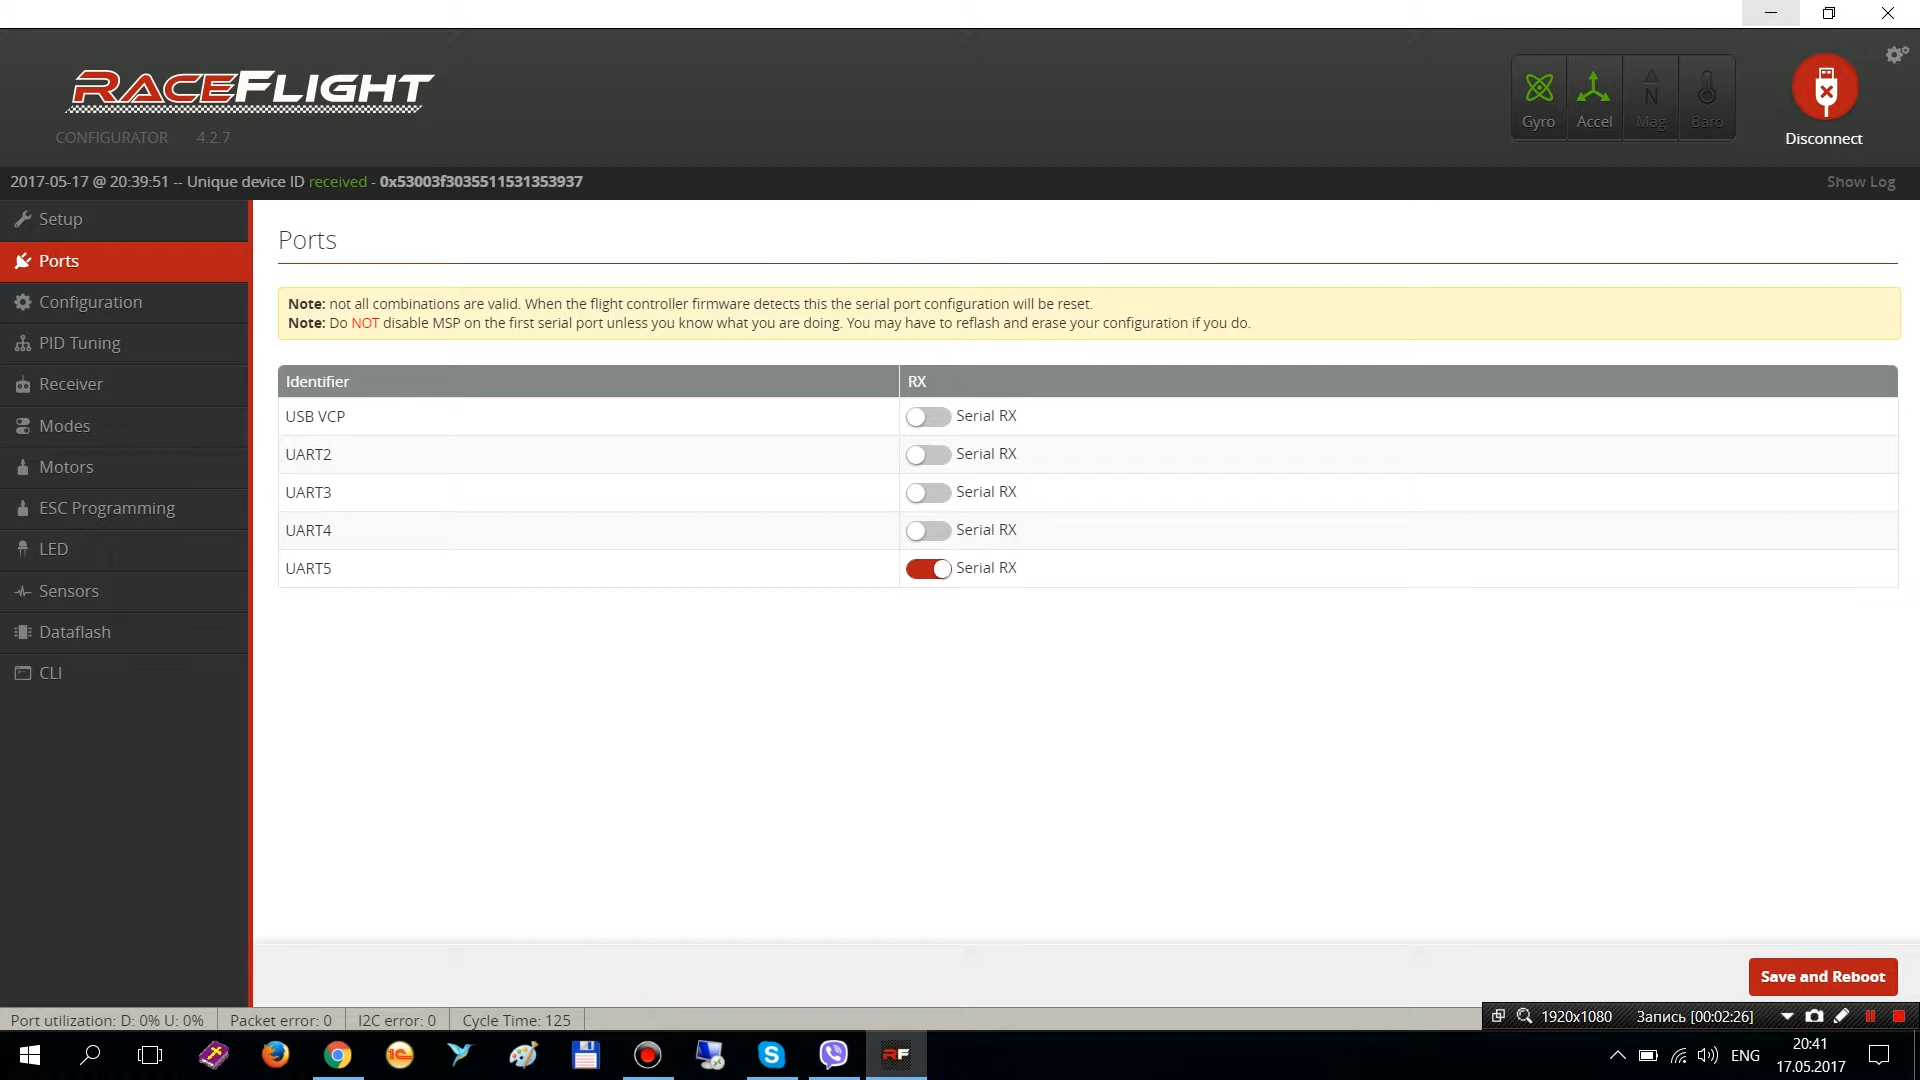 RACEFLIGHT
CONFIGURATOR 4.2.7
Gyro Accel Mag Baro
Disconnect
2017-05-17 @ 20:39:51 -- Unique device ID received - 0x53003f3035511531353937
Show Log
Setup
Ports
Configuration
PID Tuning
Receiver
Modes
Motors
ESC Programming
LED
Sensors
Dataflash
CLI
Ports
Note: not all combinations are valid. When the flight controller firmware detects this the serial port configuration will be reset.
Note: Do NOT disable MSP on the first serial port unless you know what you are doing. You may have to reflash and erase your configuration if you do.
Identifier RX
USB VCP Serial RX
UART2 Serial RX
UART3 Serial RX
UART4 Serial RX
UART5 Serial RX
Save and Reboot
Port utilization: D: 0% U: 0% Packet error: 0 I2C error: 0 Cycle Time: 125
1920x1080 Запись [00:02:26]
RF
ENG
20:41
17.05.2017